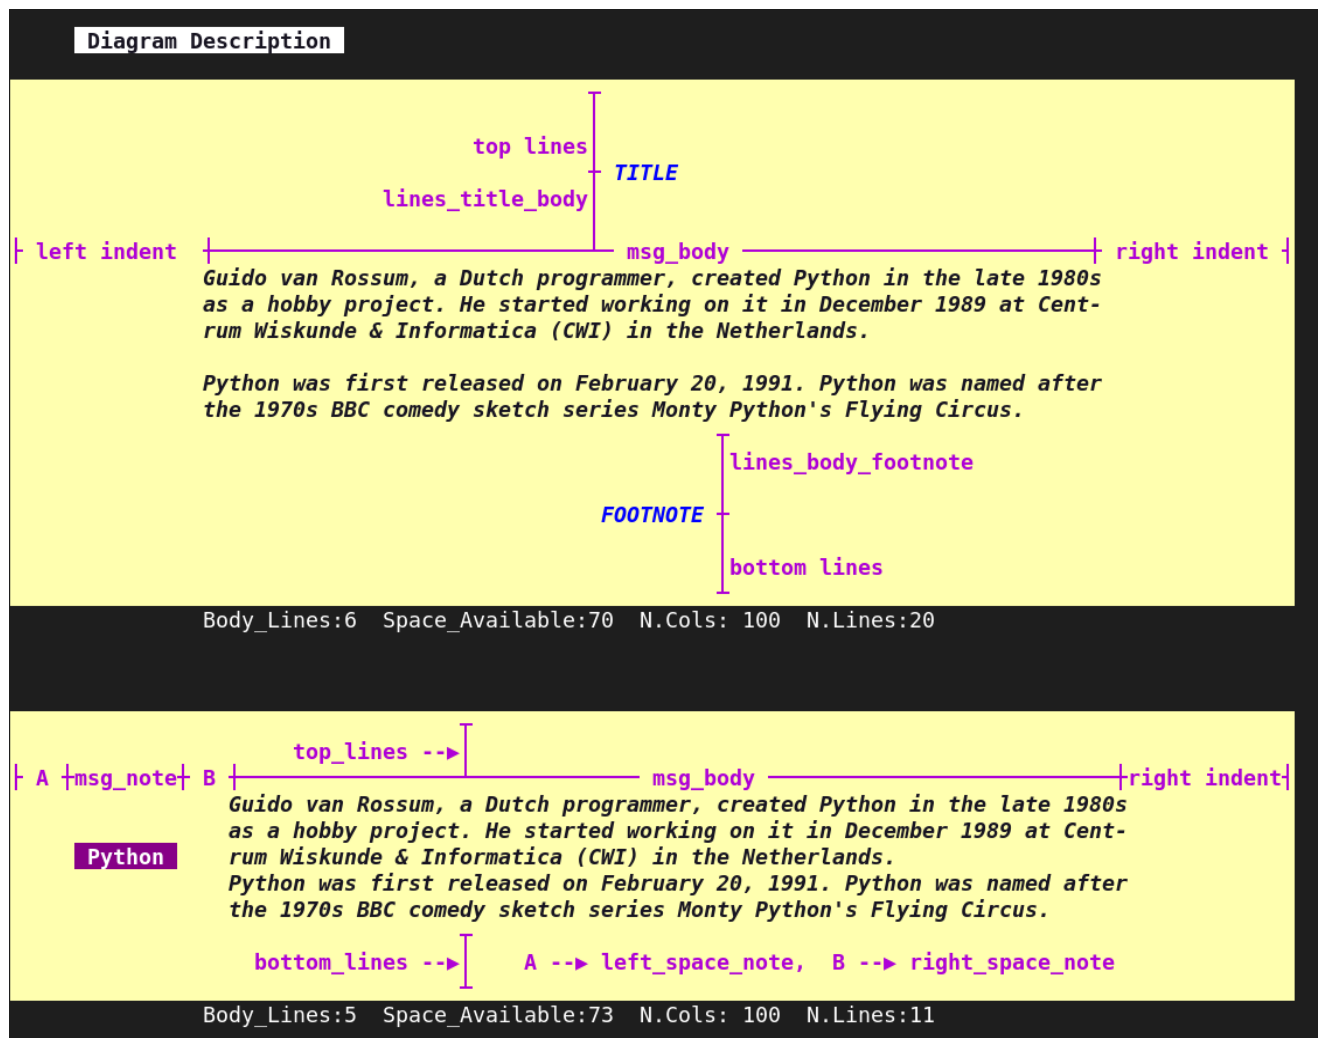 Diagram Description
top lines
TITLE
lines_title_body
left indent msg_body right indent
Guido van Rossum, a Dutch programmer, created Python in the late 1980s
as a hobby project. He started working on it in December 1989 at Cent-
rum Wiskunde & Informatica (CWI) in the Netherlands.
Python was first released on February 20, 1991. Python was named after
the 1970s BBC comedy sketch series Monty Python's Flying Circus.
lines_body_footnote
FOOTNOTE
bottom lines
Body_Lines:6 Space_Available:70 N.Cols: 100 N.Lines:20
top_lines --▶
A msg_note B msg_body right indent
Guido van Rossum, a Dutch programmer, created Python in the late 1980s
as a hobby project. He started working on it in December 1989 at Cent-
Python rum Wiskunde & Informatica (CWI) in the Netherlands.
Python was first released on February 20, 1991. Python was named after
the 1970s BBC comedy sketch series Monty Python's Flying Circus.
bottom_lines --▶ A --▶ left_space_note, B --▶ right_space_note
Body_Lines:5 Space_Available:73 N.Cols: 100 N.Lines:11